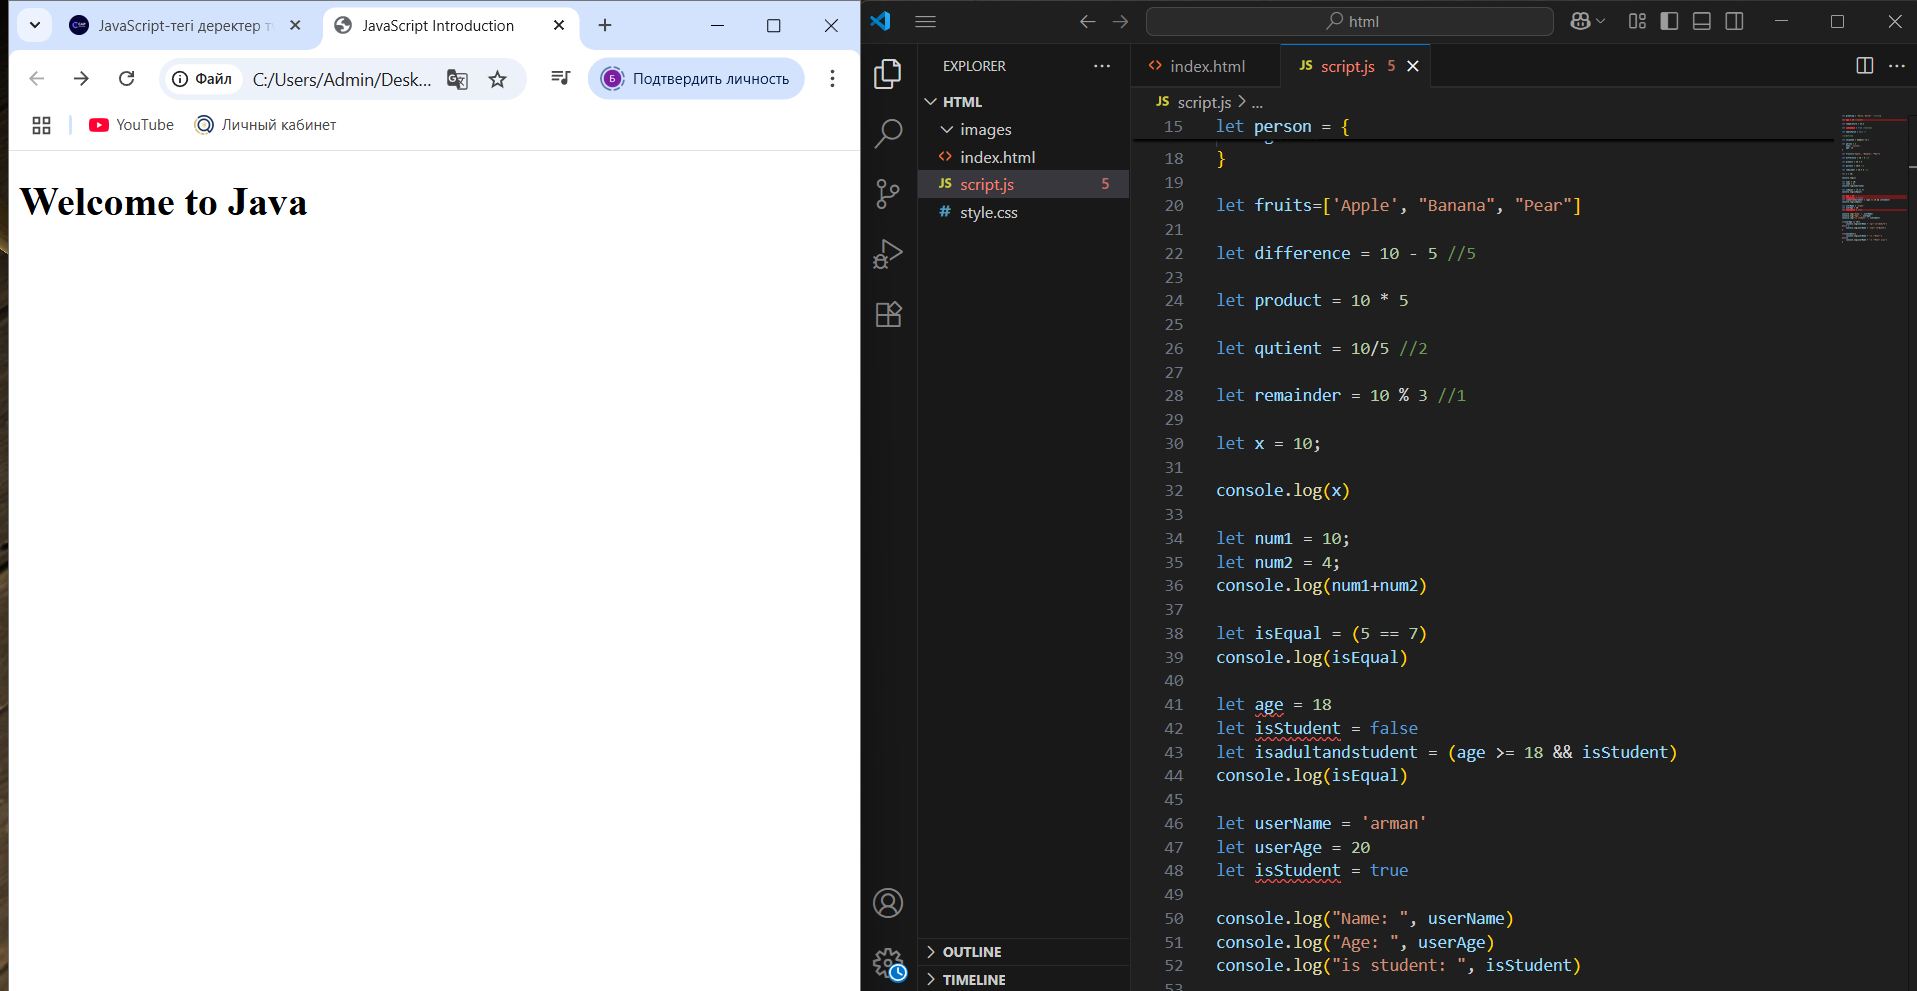 JavaScript-тегі деректер т
JavaScript Introduction
Файл
C:/Users/Admin/Desk...
Б
Подтвердить личность
YouTube
Личный кабинет
Welcome to Java
html
EXPLORER
HTML
images
index.html
JS script.js 5
# style.css
OUTLINE
TIMELINE
index.html
JS script.js 5
JS script.js > ...
15 let person = {
18 }
19
20 let fruits=['Apple', "Banana", "Pear"]
21
22 let difference = 10 - 5 //5
23
24 let product = 10 * 5
25
26 let qutient = 10/5 //2
27
28 let remainder = 10 % 3 //1
29
30 let x = 10;
31
32 console.log(x)
33
34 let num1 = 10;
35 let num2 = 4;
36 console.log(num1+num2)
37
38 let isEqual = (5 == 7)
39 console.log(isEqual)
40
41 let age = 18
42 let isStudent = false
43 let isadultandstudent = (age >= 18 && isStudent)
44 console.log(isEqual)
45
46 let userName = 'arman'
47 let userAge = 20
48 let isStudent = true
49
50 console.log("Name: ", userName)
51 console.log("Age: ", userAge)
52 console.log("is student: ", isStudent)
53